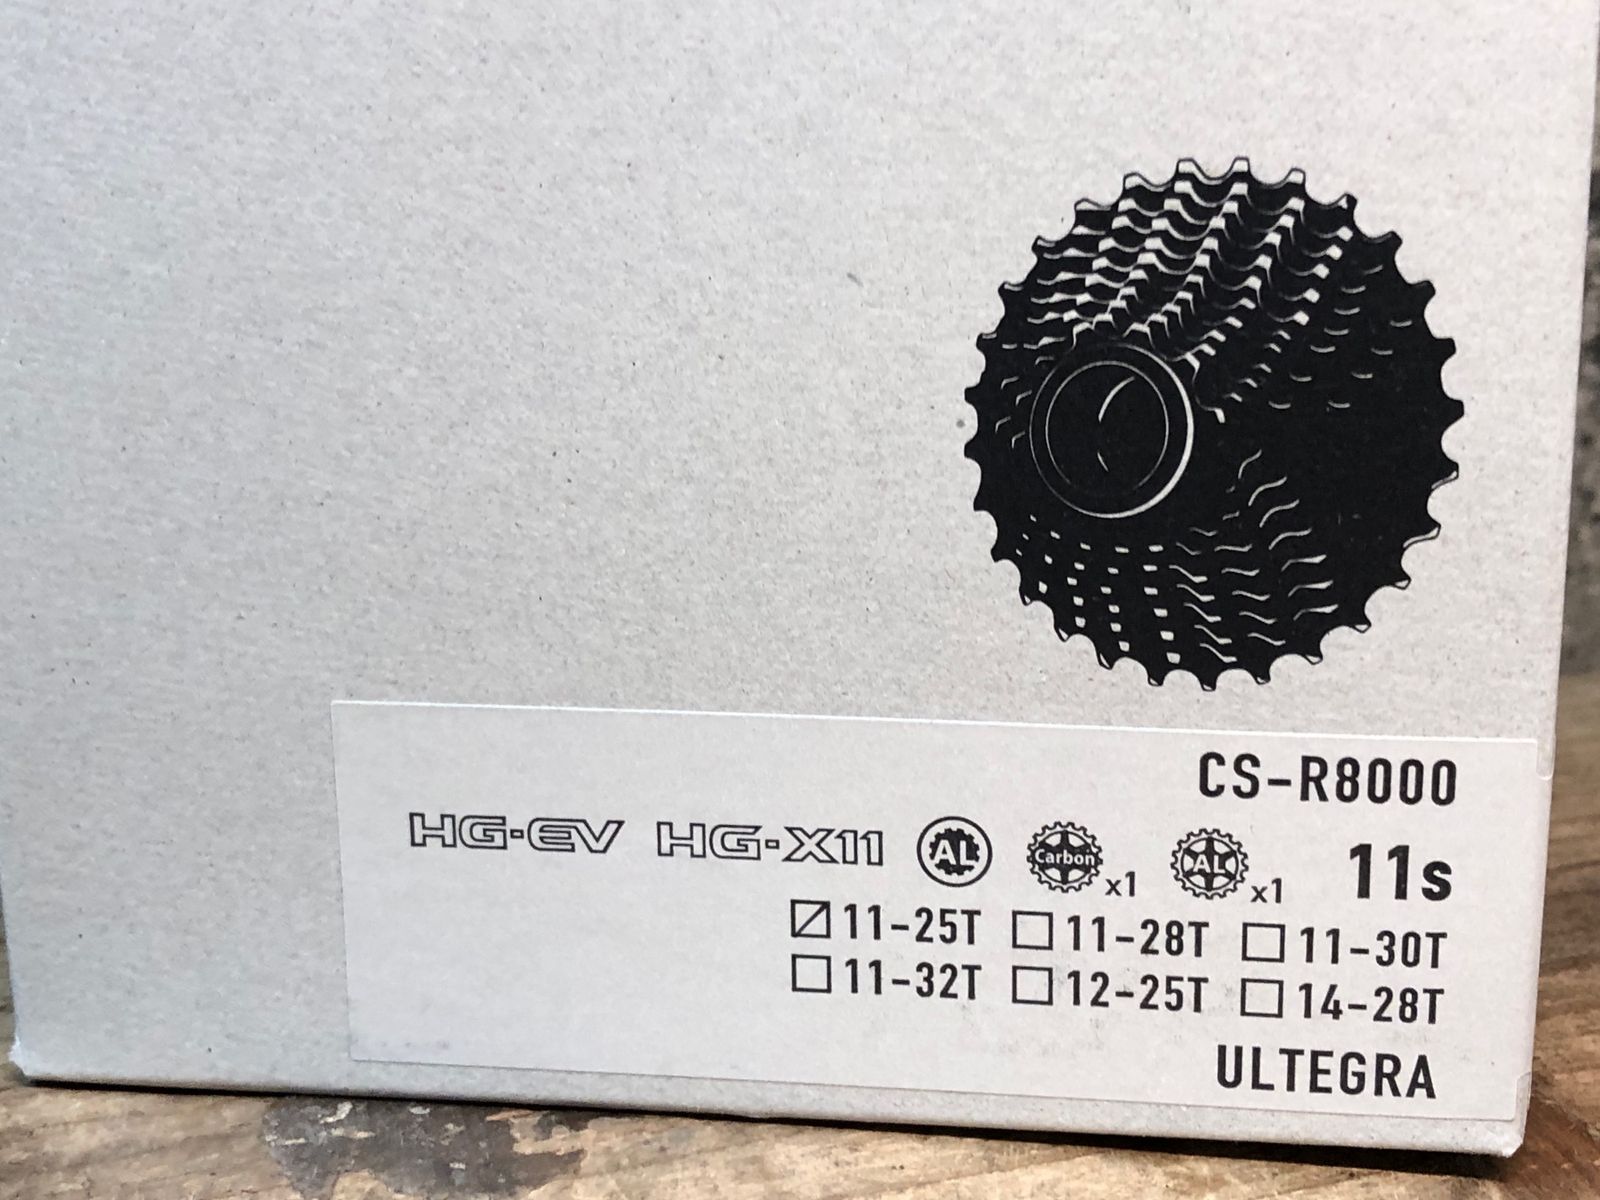 CS-R8000
HG-EV HG-X11 AL Carbon x1 AL x1 11s
11-25T 11-28T 11-30T
11-32T 12-25T 14-28T
ULTEGRA